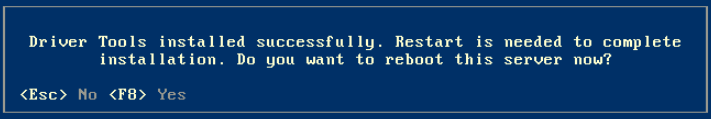 Driver Tools installed successfully. Restart is needed to complete
installation. Do you want to reboot this server now?
<Esc> No <F8> Yes